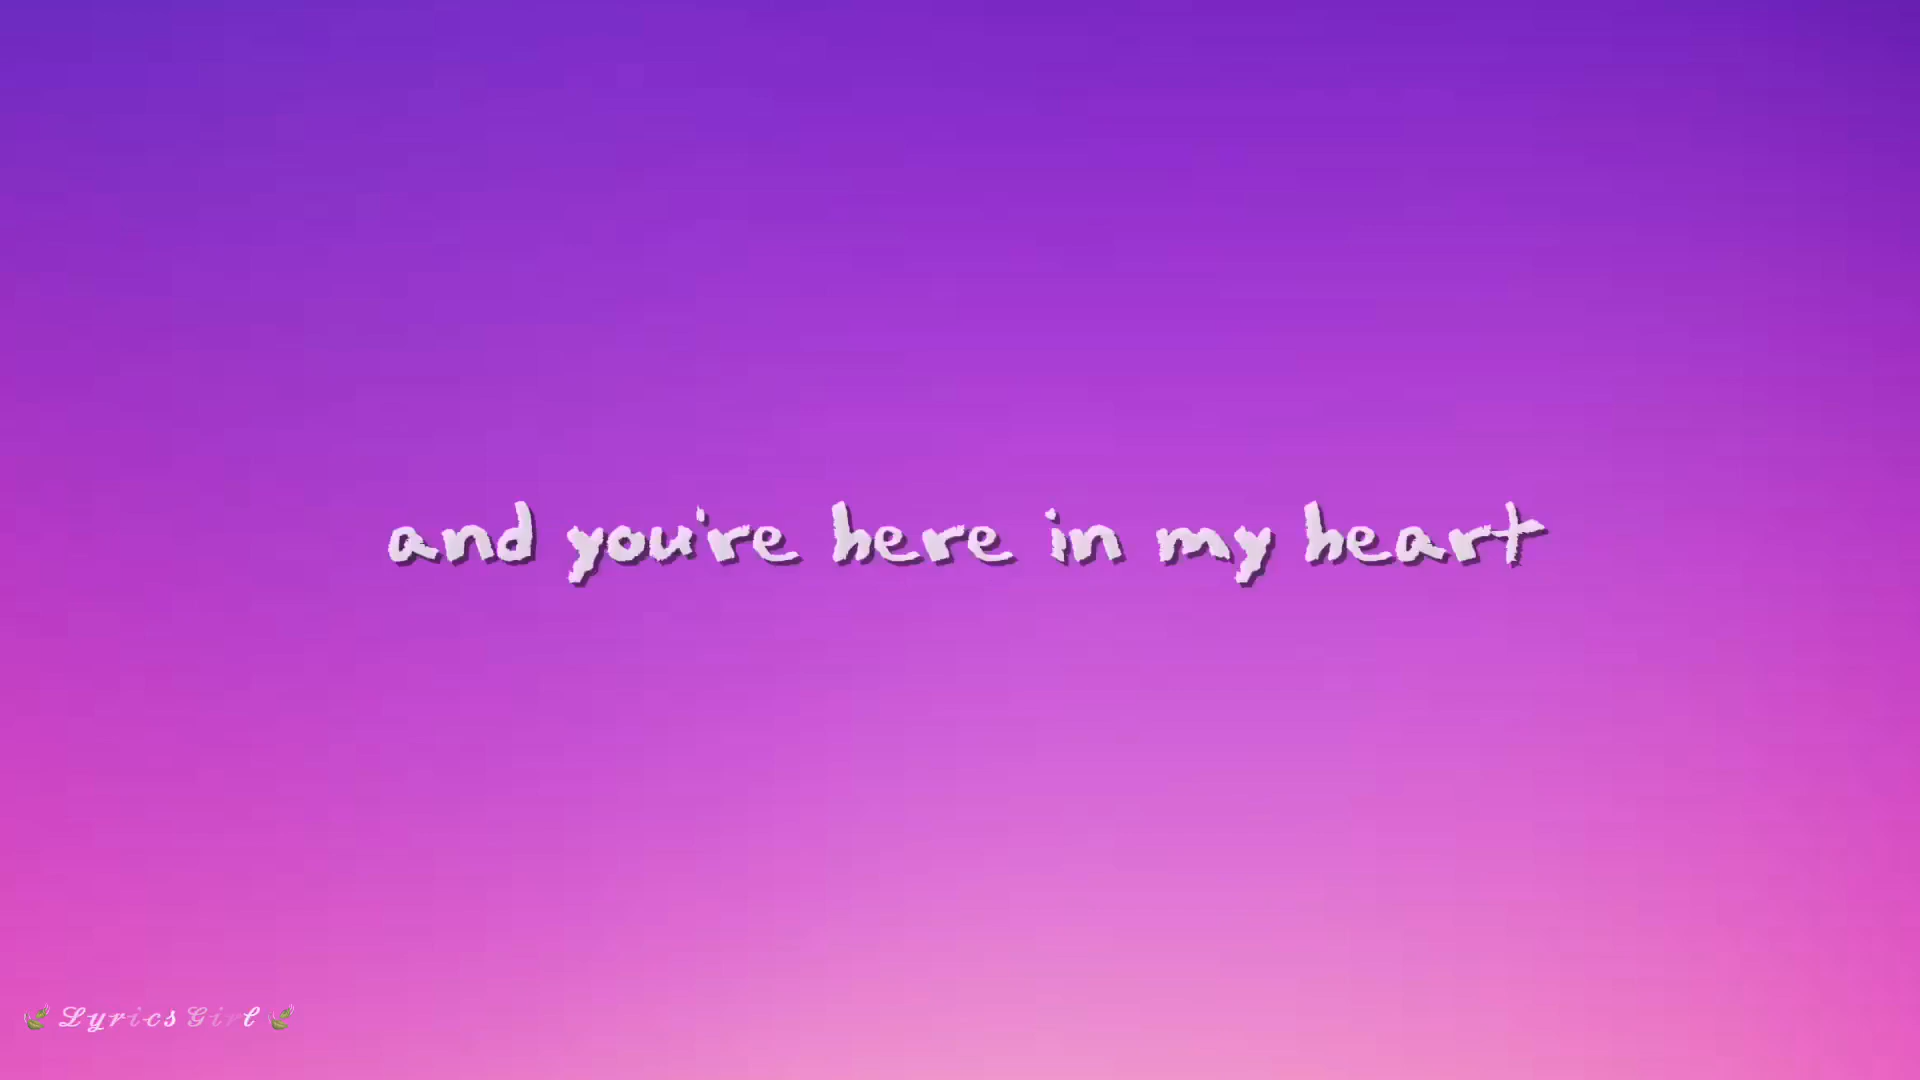 and you're here in my heart
🌿 𝓛𝔂𝓻𝓲𝓬𝓼 𝓖𝓲𝓻𝓵 🌿